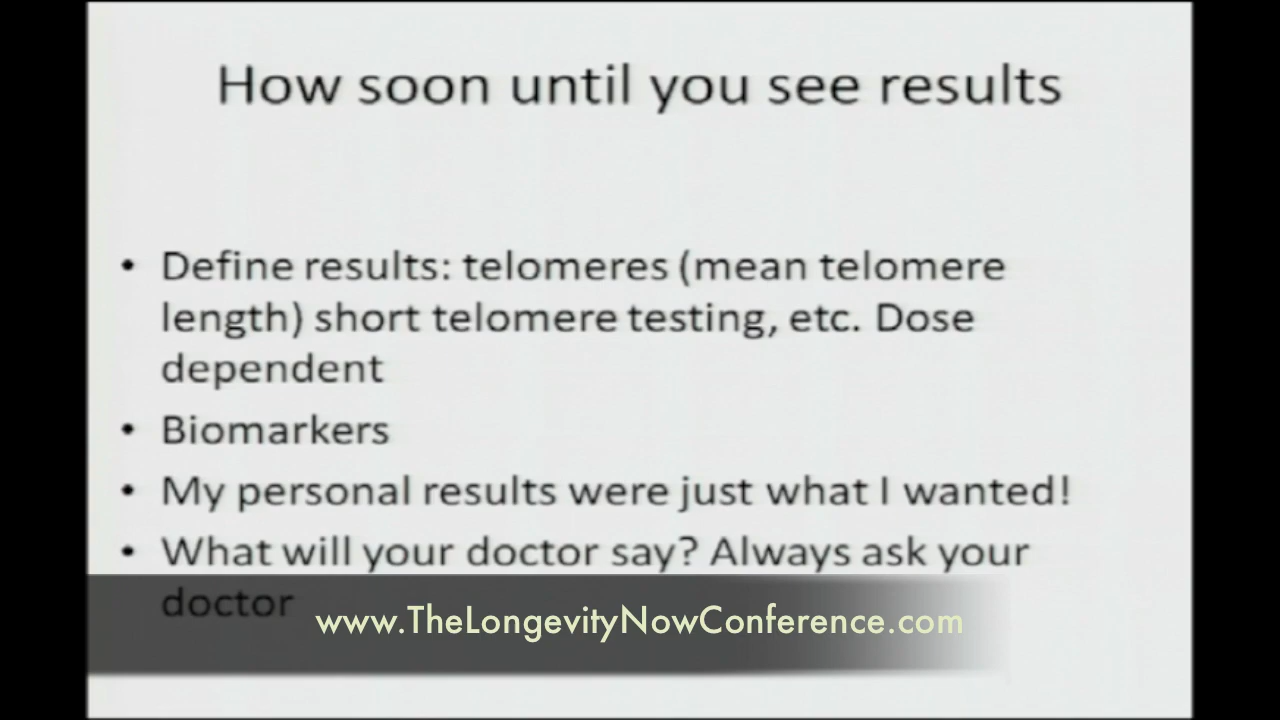 How soon until you see results
• Define results: telomeres (mean telomere
length) short telomere testing, etc. Dose
dependent
• Biomarkers
• My personal results were just what I wanted!
• What will your doctor say? Always ask your
doctor
www.TheLongevityNowConference.com